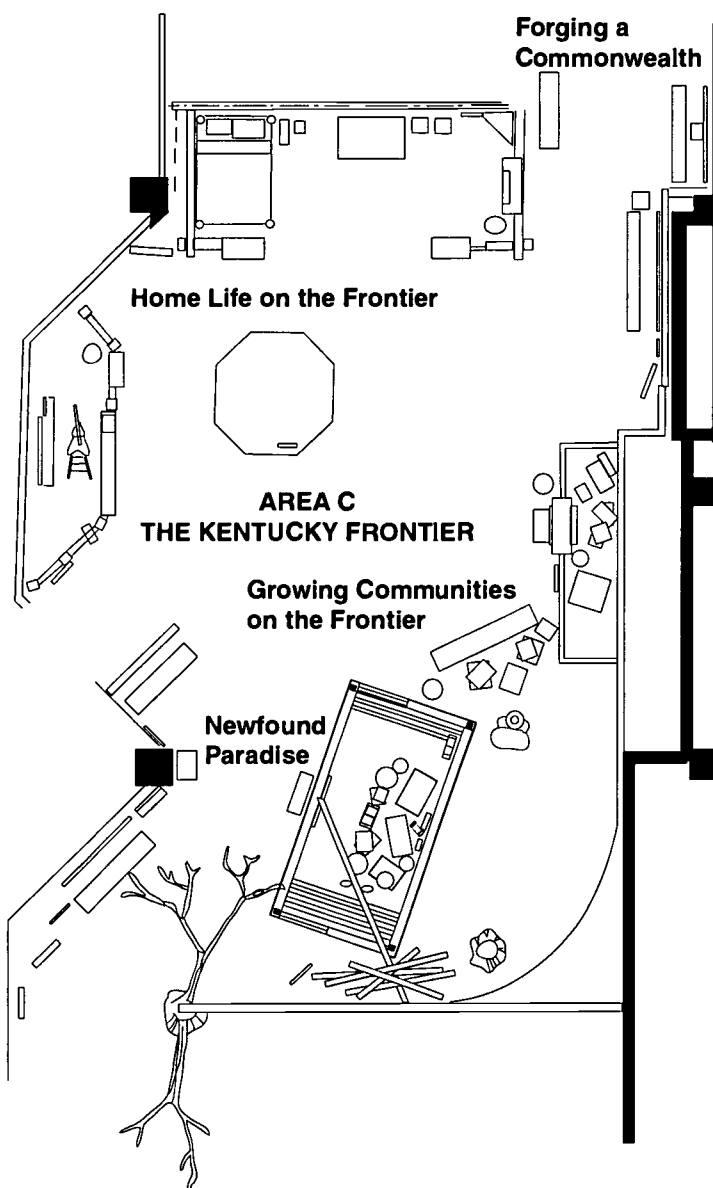 Forging a
Commonwealth
Home Life on the Frontier
AREA C
THE KENTUCKY FRONTIER
Growing Communities
on the Frontier
Newfound
Paradise